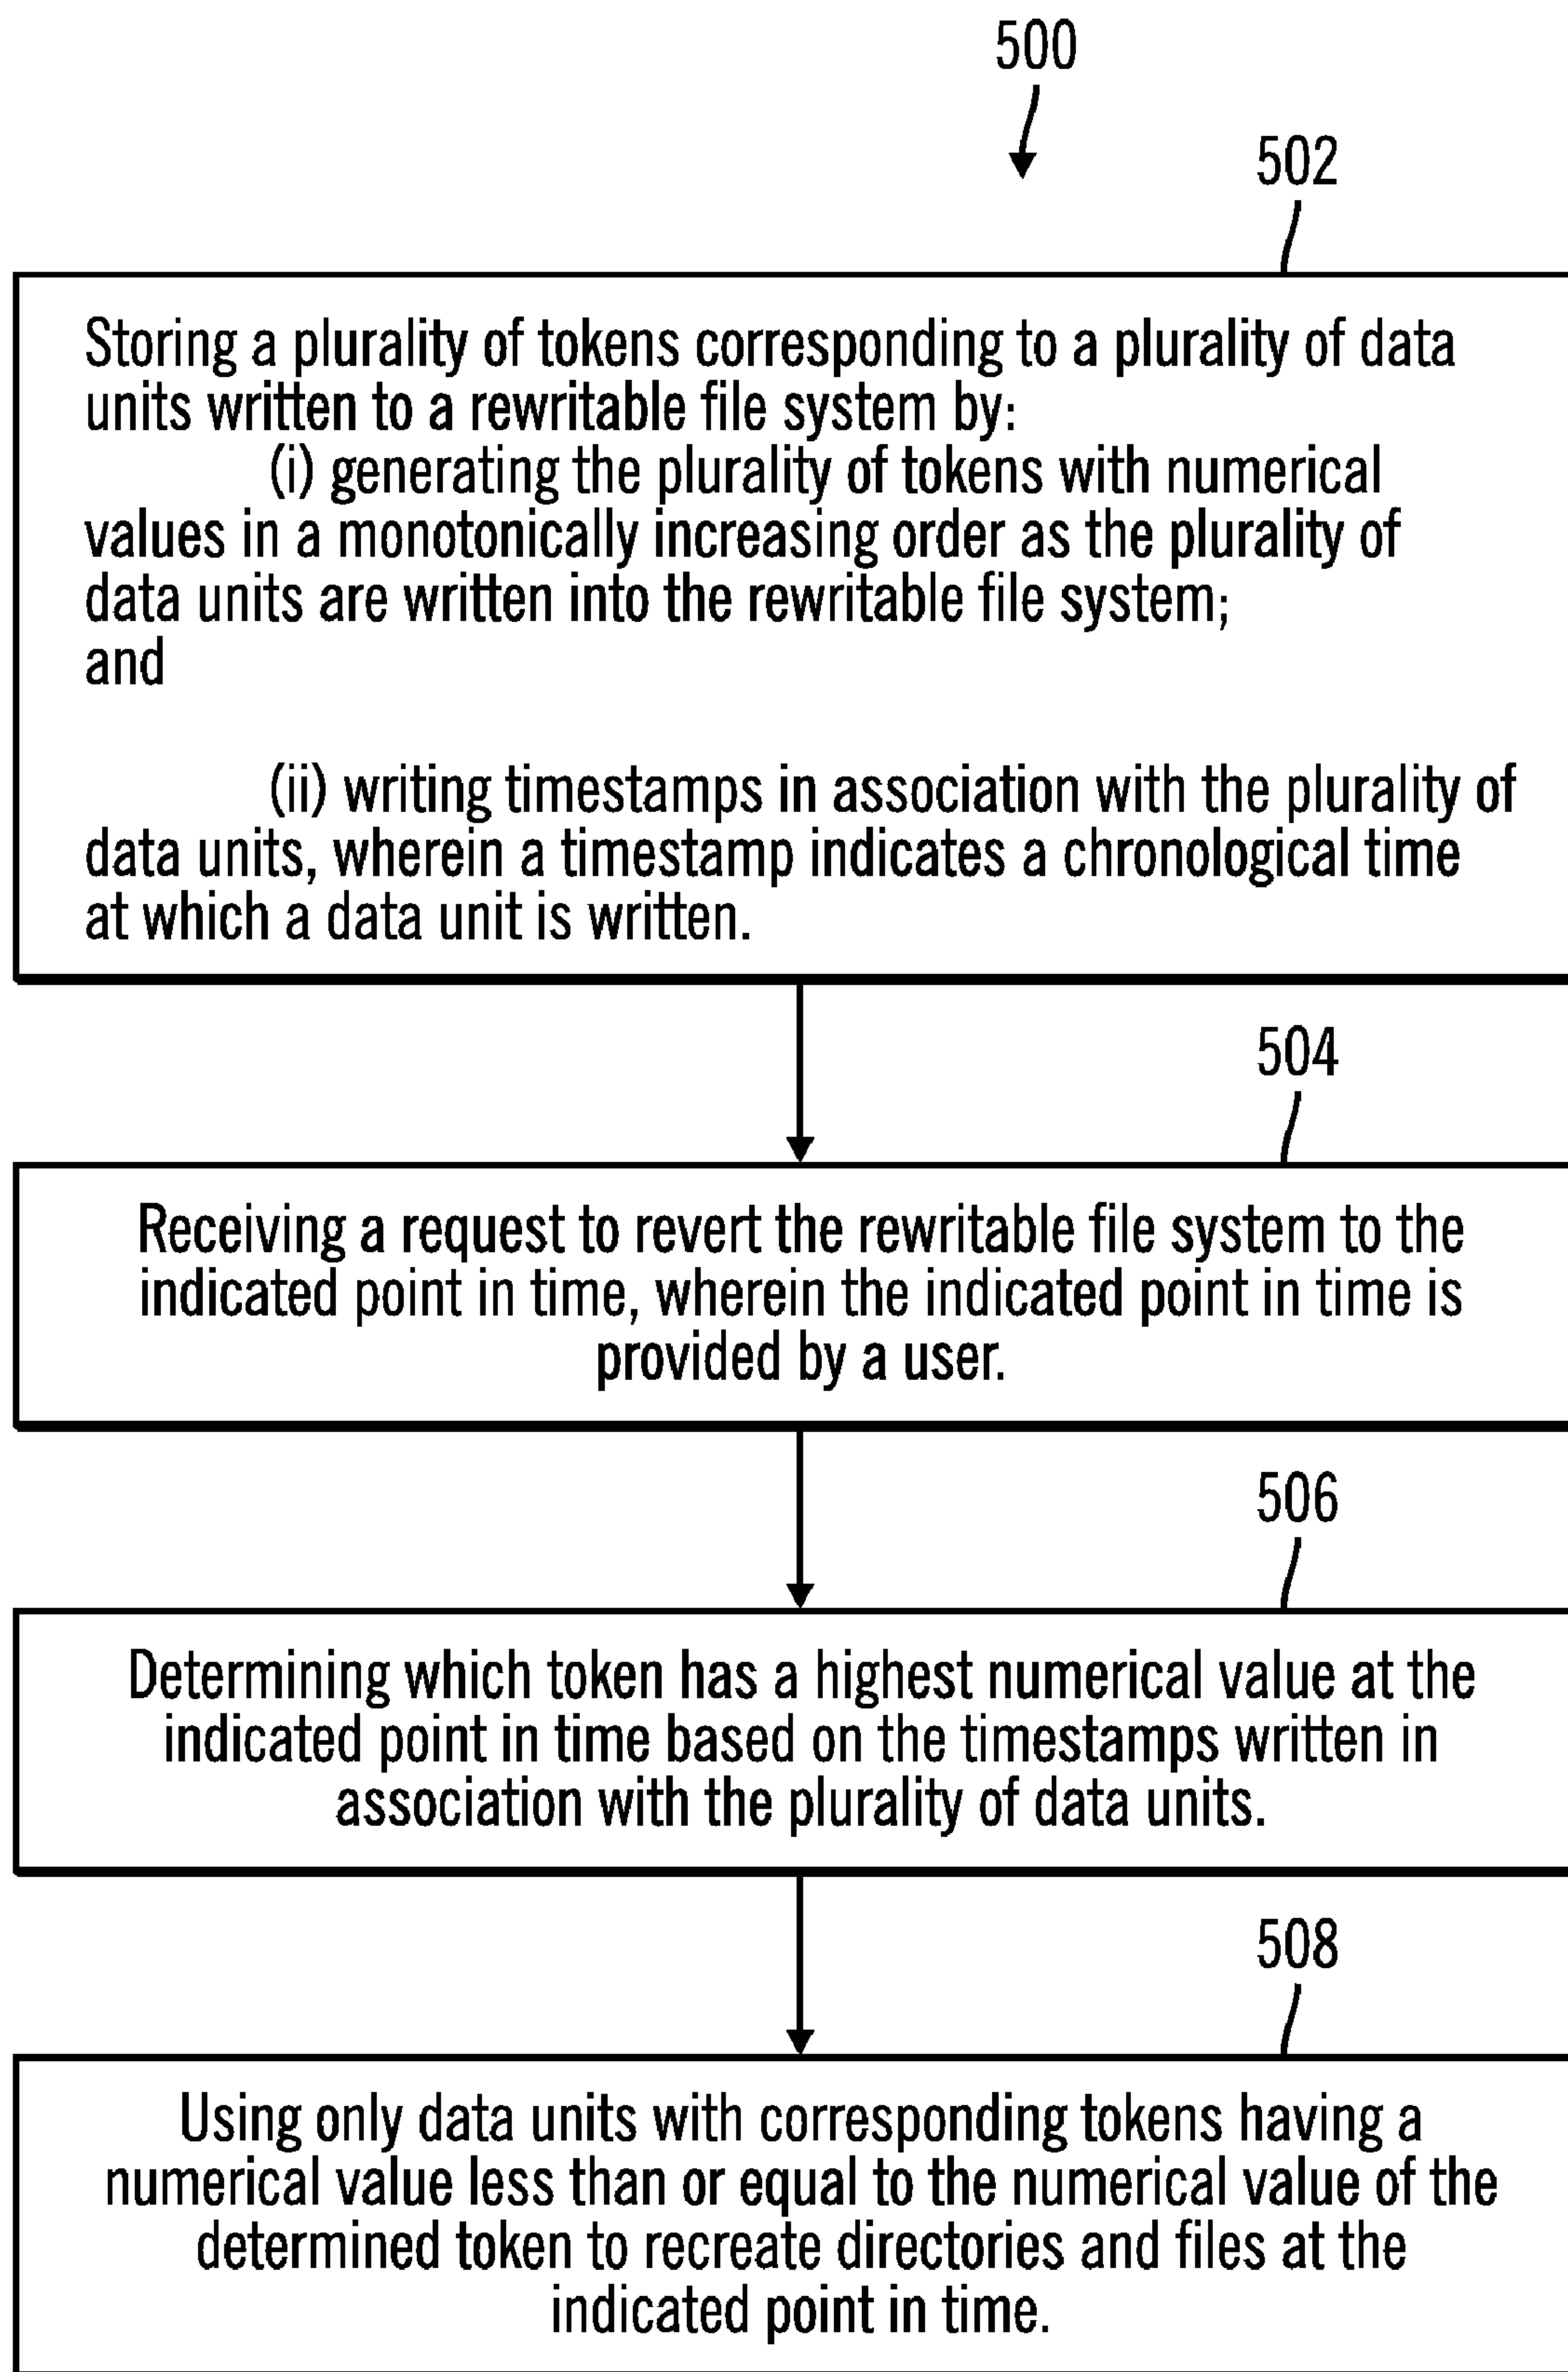 500
502
Storing a plurality of tokens corresponding to a plurality of data
units written to a rewritable file system by:
(i) generating the plurality of tokens with numerical
values in a monotonically increasing order as the plurality of
data units are written into the rewritable file system;
and
(ii) writing timestamps in association with the plurality of
data units, wherein a timestamp indicates a chronological time
at which a data unit is written.
504
Receiving a request to revert the rewritable file system to the
indicated point in time, wherein the indicated point in time is
provided by a user.
506
Determining which token has a highest numerical value at the
indicated point in time based on the timestamps written in
association with the plurality of data units.
508
Using only data units with corresponding tokens having a
numerical value less than or equal to the numerical value of the
determined token to recreate directories and files at the
indicated point in time.